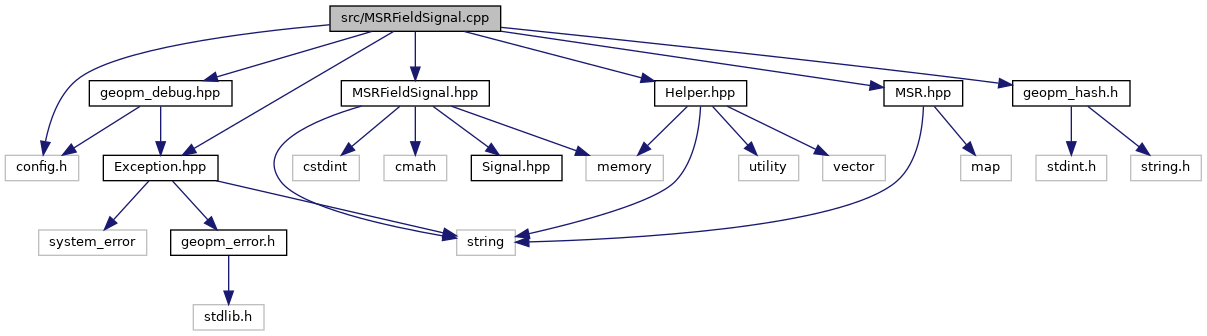 src/MSRFieldSignal.cpp
geopm_debug.hpp
MSRFieldSignal.hpp
Helper.hpp
MSR.hpp
geopm_hash.h
config.h
Exception.hpp
cstdint
cmath
Signal.hpp
memory
utility
vector
map
stdint.h
string.h
system_error
geopm_error.h
string
stdlib.h